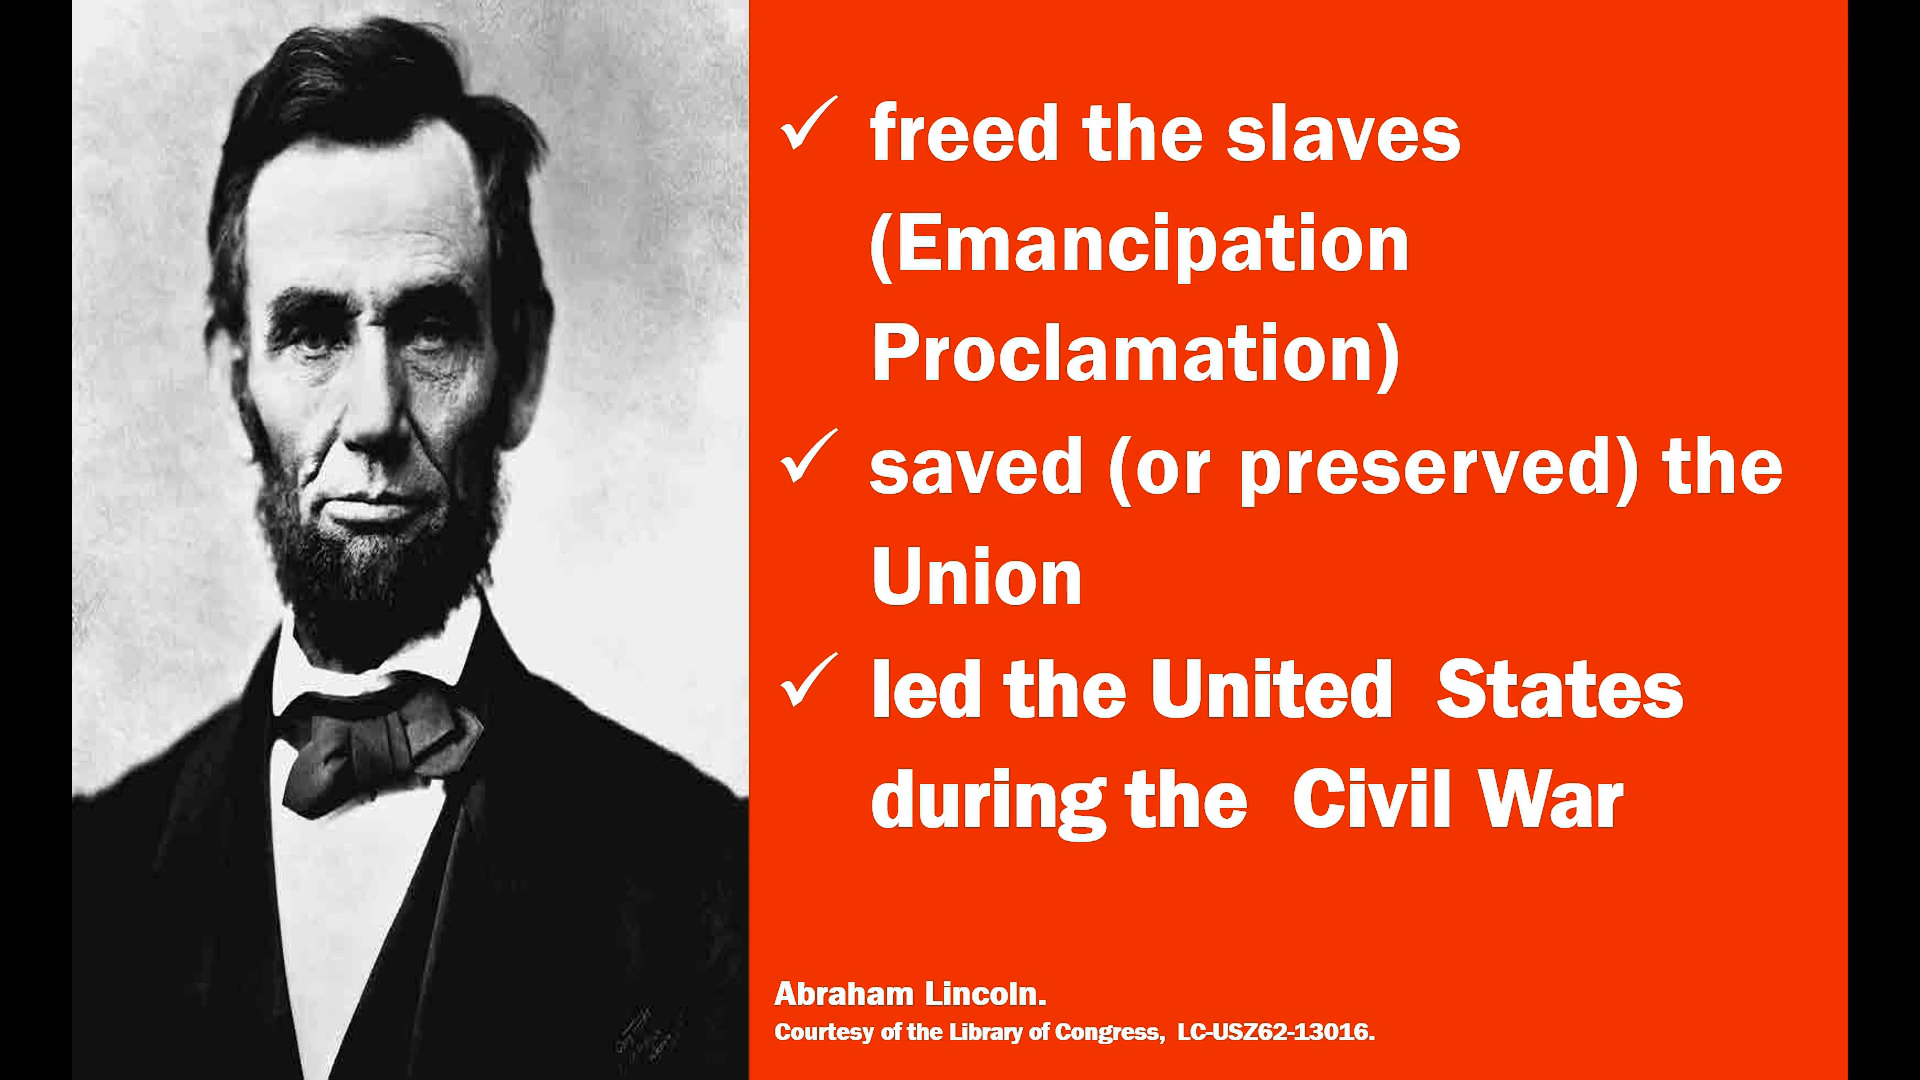 ✓ freed the slaves
(Emancipation
Proclamation)
✓ saved (or preserved) the
Union
✓ led the United  States
during the  Civil War
Abraham Lincoln.
Courtesy of the Library of Congress,  LC-USZ62-13016.